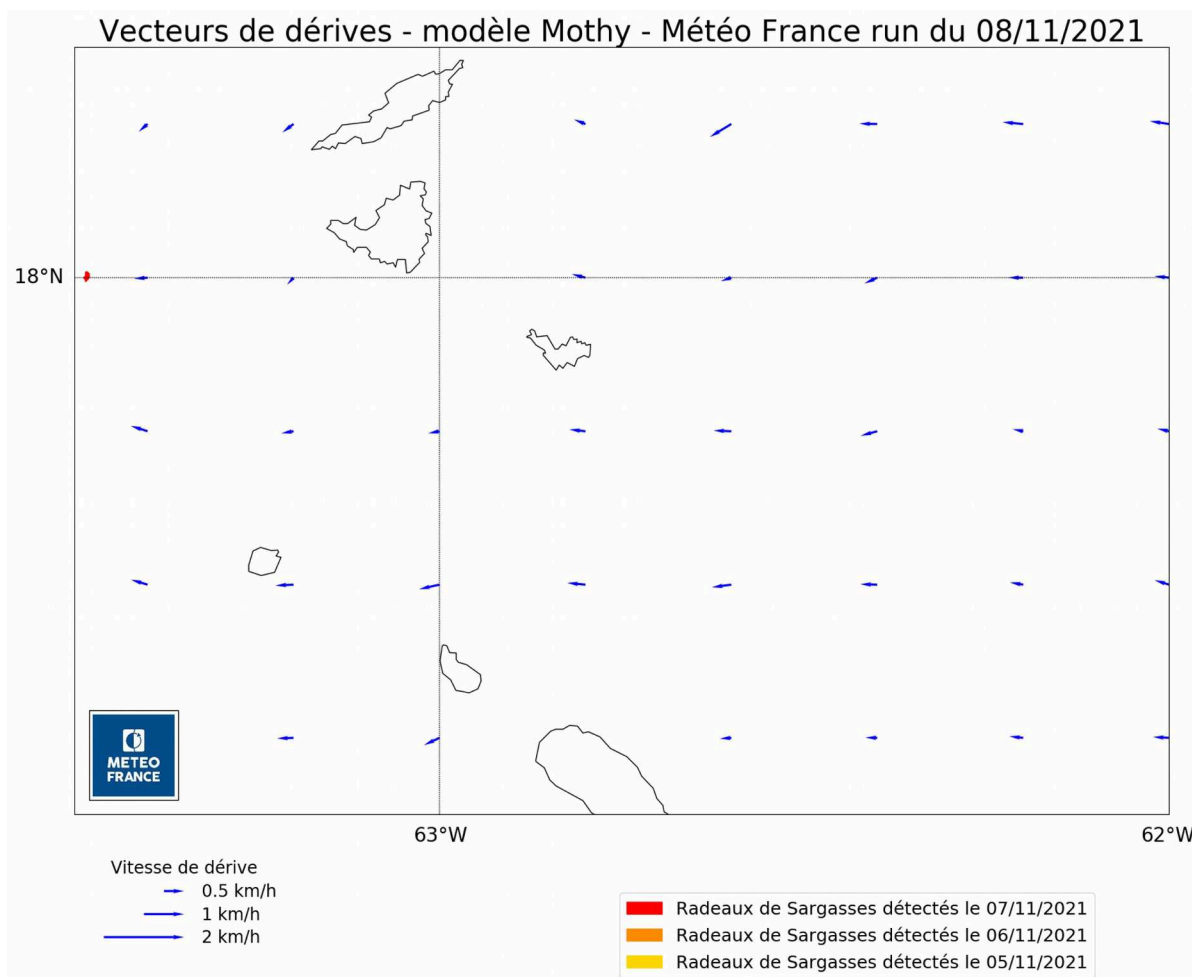 Vecteurs de dérives - modèle Mothy - Météo France run du 08/11/2021
18°N
METEO
FRANCE
63°W
62°W
Vitesse de dérive
0.5 km/h
1 km/h
2 km/h
Radeaux de Sargasses détectés le 07/11/2021
Radeaux de Sargasses détectés le 06/11/2021
Radeaux de Sargasses détectés le 05/11/2021